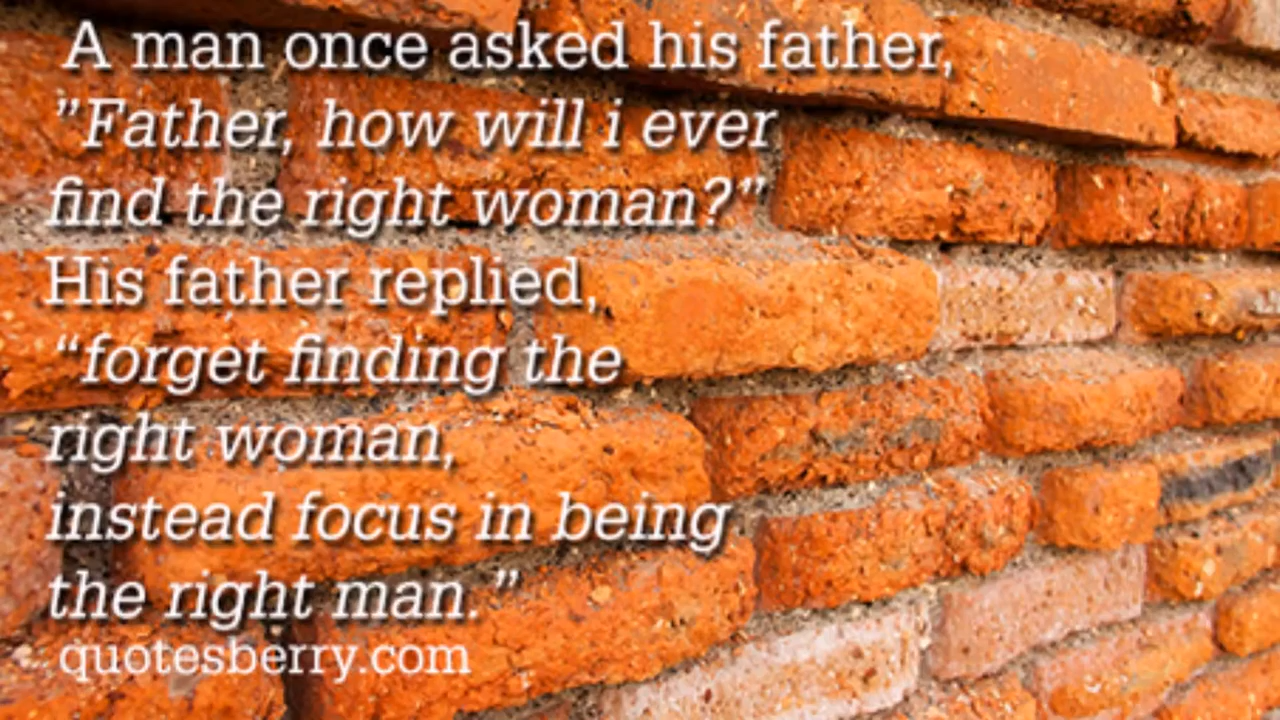 A man once asked his father,
”Father, how will i ever
find the right woman?”
His father replied,
“forget finding the
right woman,
instead focus in being
the right man.”
quotesberry.com